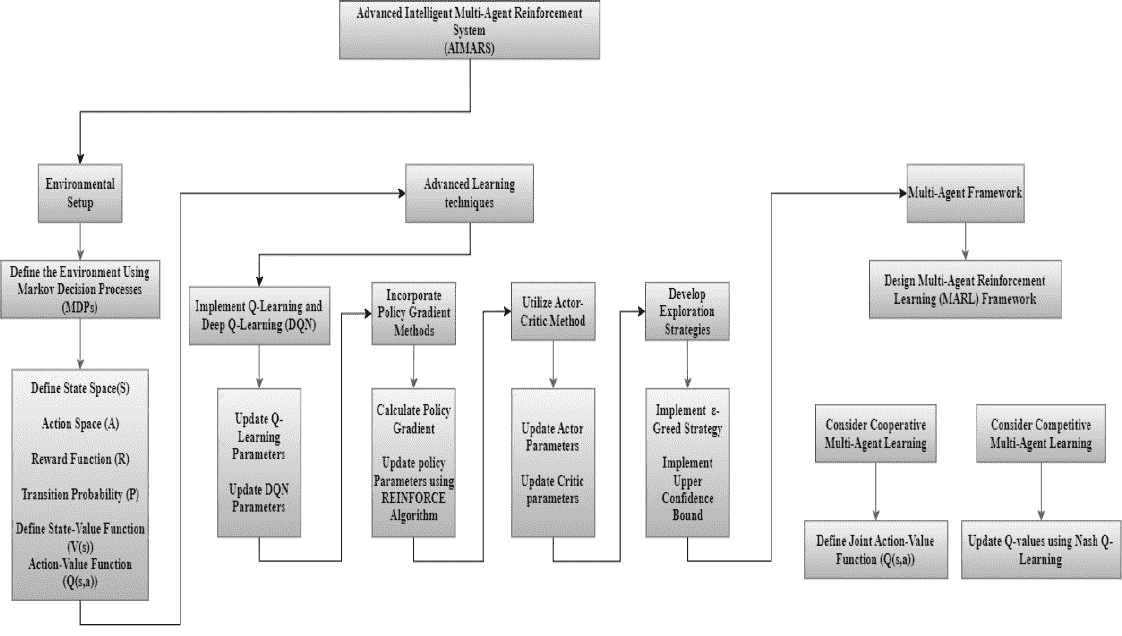 Advanced Intelligent Multi-Agent Reinforcement
System
(AIMARS)
Environmental
Setup
Define the Environment Using
Markov Decision Processes
(MDPs)
Define State Space(S)
Action Space (A)
Reward Function (R)
Transition Probability (P)
Define State-Value Function
(V(s))
Action-Value Function
(Q(s,a))
Advanced Learning
techniques
Implement Q-Learning and
Deep Q-Learning (DQN)
Update Q-
Learning
Parameters
Update DQN
Parameters
Incorporate
Policy Gradient
Methods
Calculate Policy
Gradient
Update policy
Parameters using
REINFORCE
Algorithm
Utilize Actor-
Critic Method
Update Actor
Parameters
Update Critic
parameters
Develop
Exploration
Strategies
Implement ε-
Greed Strategy
Implement
Upper
Confidence
Bound
Multi-Agent Framework
Design Multi-Agent Reinforcement
Learning (MARL) Framework
Consider Cooperative
Multi-Agent Learning
Define Joint Action-Value
Function (Q(s,a))
Consider Competitive
Multi-Agent Learning
Update Q-values using Nash Q-
Learning